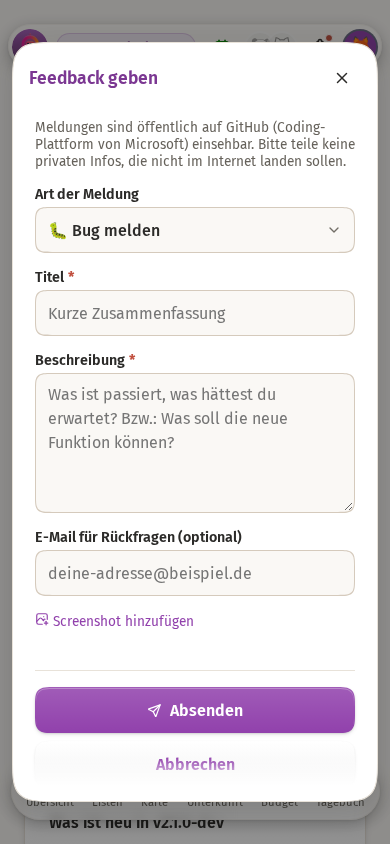 Feedback geben
Meldungen sind öffentlich auf GitHub (Coding-
Plattform von Microsoft) einsehbar. Bitte teile keine
privaten Infos, die nicht im Internet landen sollen.
Art der Meldung
Bug melden
Titel *
Kurze Zusammenfassung
Beschreibung *
Was ist passiert, was hättest du
erwartet? Bzw.: Was soll die neue
Funktion können?
E-Mail für Rückfragen (optional)
deine-adresse@beispiel.de
Screenshot hinzufügen
Absenden
Abbrechen
Übersicht Listen Karte Unterkunft Budget Tagebuch
Was ist neu in v2.1.0-dev